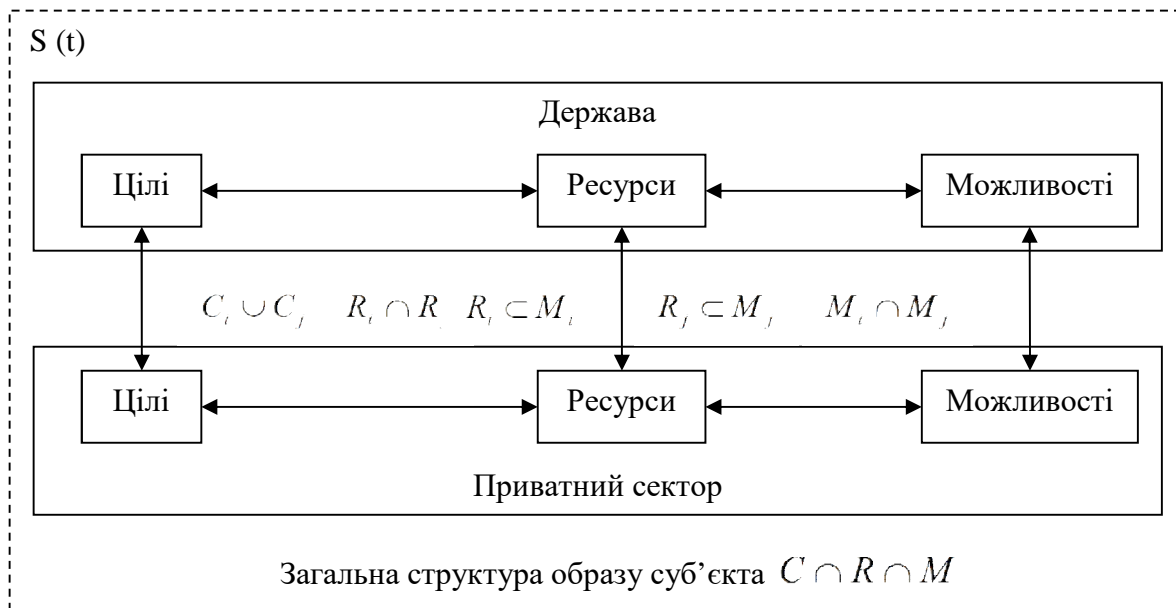 S (t)
Держава
Цілі Ресурси Можливості
C_i ∪ C_j R_i ∩ R R_i ⊂ M_i R_j ⊂ M_j M_i ∩ M_j
Цілі Ресурси Можливості
Приватний сектор
Загальна структура образу суб’єкта C ∩ R ∩ M